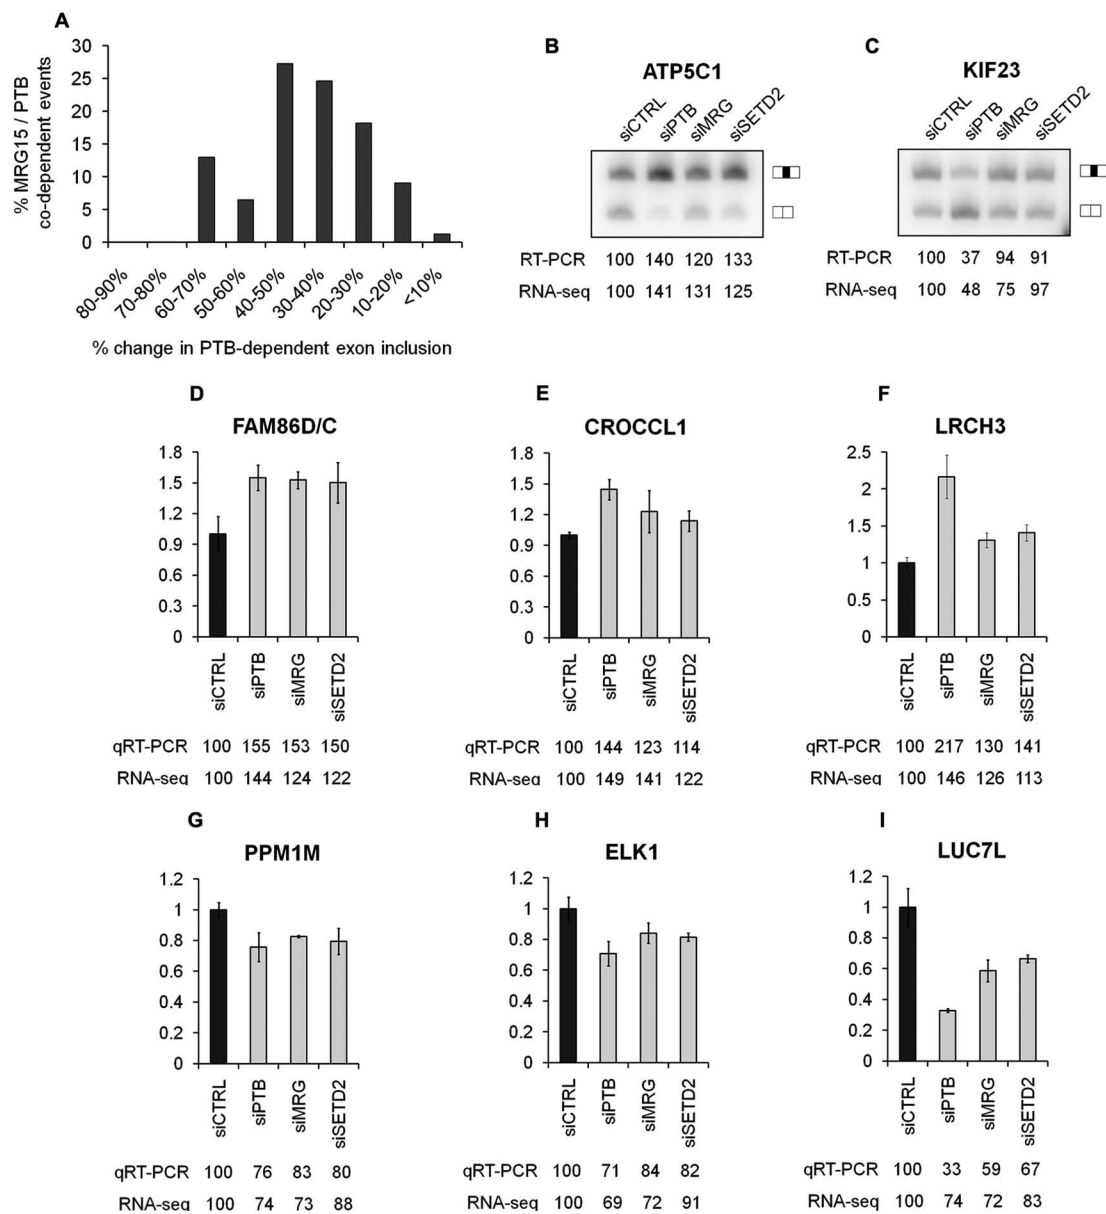 A
% MRG15 / PTB
co-dependent events
30
25
20
15
10
5
0
80-90%
70-80%
60-70%
50-60%
40-50%
30-40%
20-30%
10-20%
<10%
% change in PTB-dependent exon inclusion
B
ATP5C1
siCTRL siPTB siMRG siSETD2
RT-PCR 100 140 120 133
RNA-seq 100 141 131 125
C
KIF23
siCTRL siPTB siMRG siSETD2
RT-PCR 100 37 94 91
RNA-seq 100 48 75 97
D
FAM86D/C
1.8
1.5
1.2
0.9
0.6
0.3
0
siCTRL siPTB siMRG siSETD2
qRT-PCR 100 155 153 150
RNA-seq 100 144 124 122
E
CROCCL1
1.8
1.5
1.2
0.9
0.6
0.3
0
siCTRL siPTB siMRG siSETD2
qRT-PCR 100 144 123 114
RNA-seq 100 149 141 122
F
LRCH3
2.5
2
1.5
1
0.5
0
siCTRL siPTB siMRG siSETD2
qRT-PCR 100 217 130 141
RNA-seq 100 146 126 113
G
PPM1M
1.2
1
0.8
0.6
0.4
0.2
0
siCTRL siPTB siMRG siSETD2
qRT-PCR 100 76 83 80
RNA-seq 100 74 73 88
H
ELK1
1.2
1
0.8
0.6
0.4
0.2
0
siCTRL siPTB siMRG siSETD2
qRT-PCR 100 71 84 82
RNA-seq 100 69 72 91
I
LUC7L
1.2
1
0.8
0.6
0.4
0.2
0
siCTRL siPTB siMRG siSETD2
qRT-PCR 100 33 59 67
RNA-seq 100 74 72 83